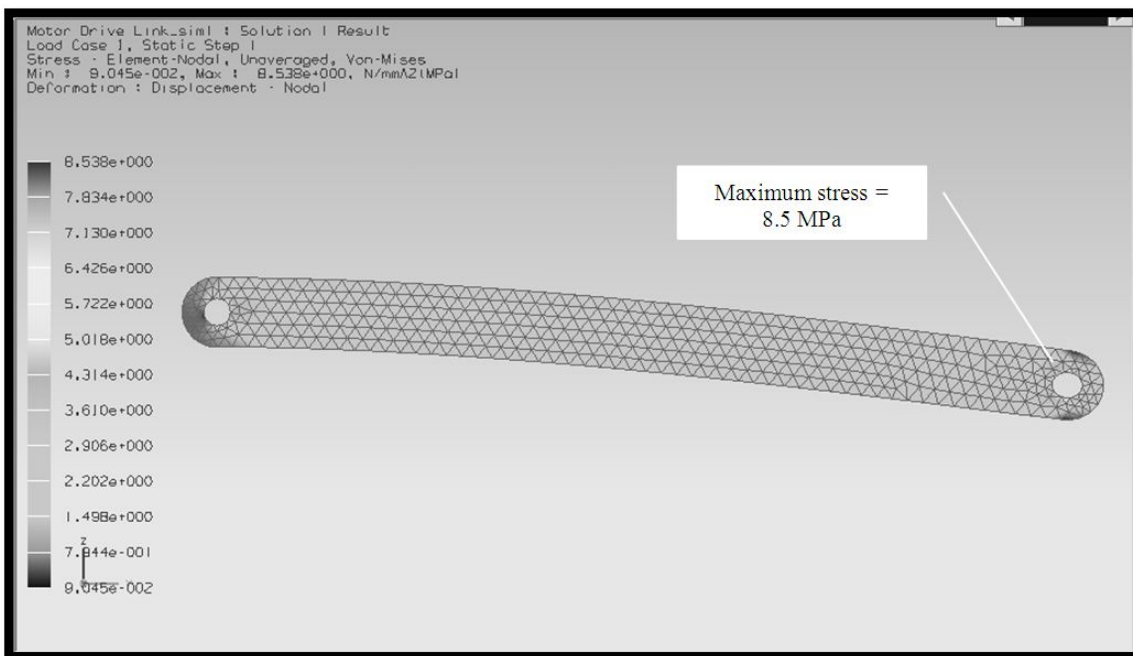 Motor Drive Link_sim1 : Solution 1 Result
Load Case 1, Static Step 1
Stress - Element-Nodal, Unaveraged, Von-Mises
Min : 9.045e-002, Max : 8.538e+000, N/mm^2(MPa)
Deformation : Displacement - Nodal
8.538e+000
7.834e+000
7.130e+000
6.426e+000
5.722e+000
5.018e+000
4.314e+000
3.610e+000
2.906e+000
2.202e+000
1.498e+000
Z
7.944e-001
9.045e-002
Maximum stress =
8.5 MPa